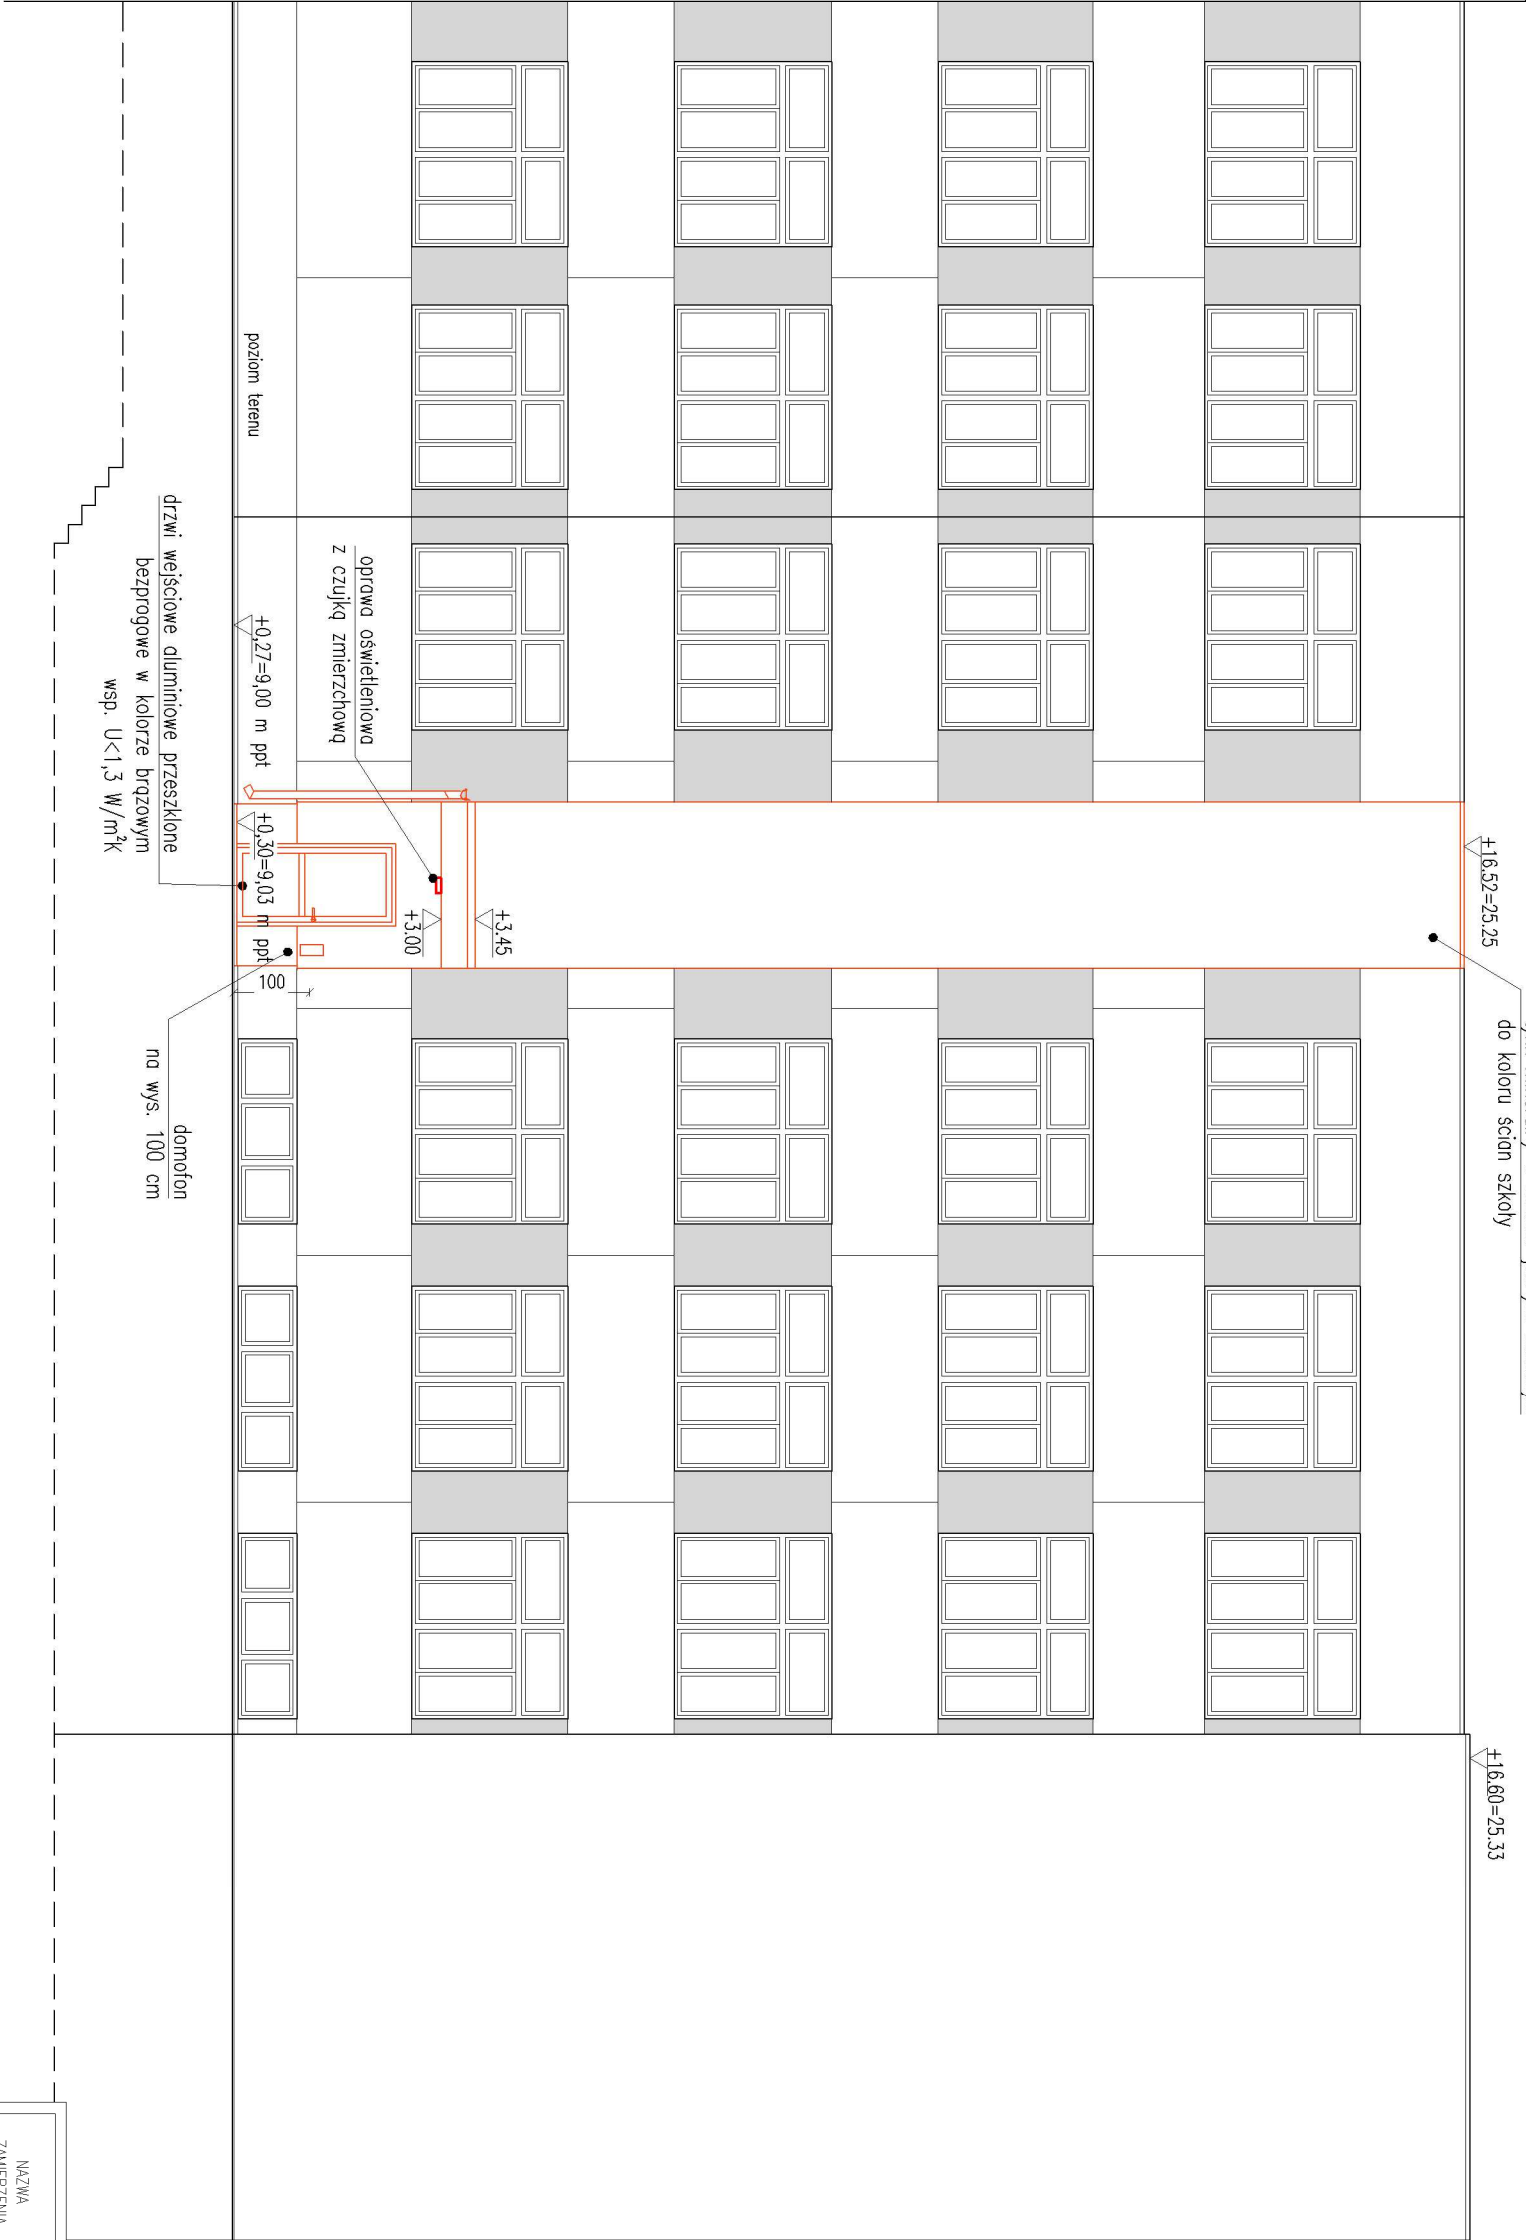 +16.52=25.25
do koloru ścian szkoły
+16.60=25.33
+3.45
+3.00
oprawa oświetleniowa
z czujką zmierzchową
poziom terenu
+0,27=9,00 m ppt
+0,30=9,03 m ppt
100
drzwi wejściowe aluminiowe przeszklone
bezprogowe w kolorze brązowym
wsp. U<1,3 W/m²K
domofon
na wys. 100 cm
NAZWA
ZAMIERZENIA